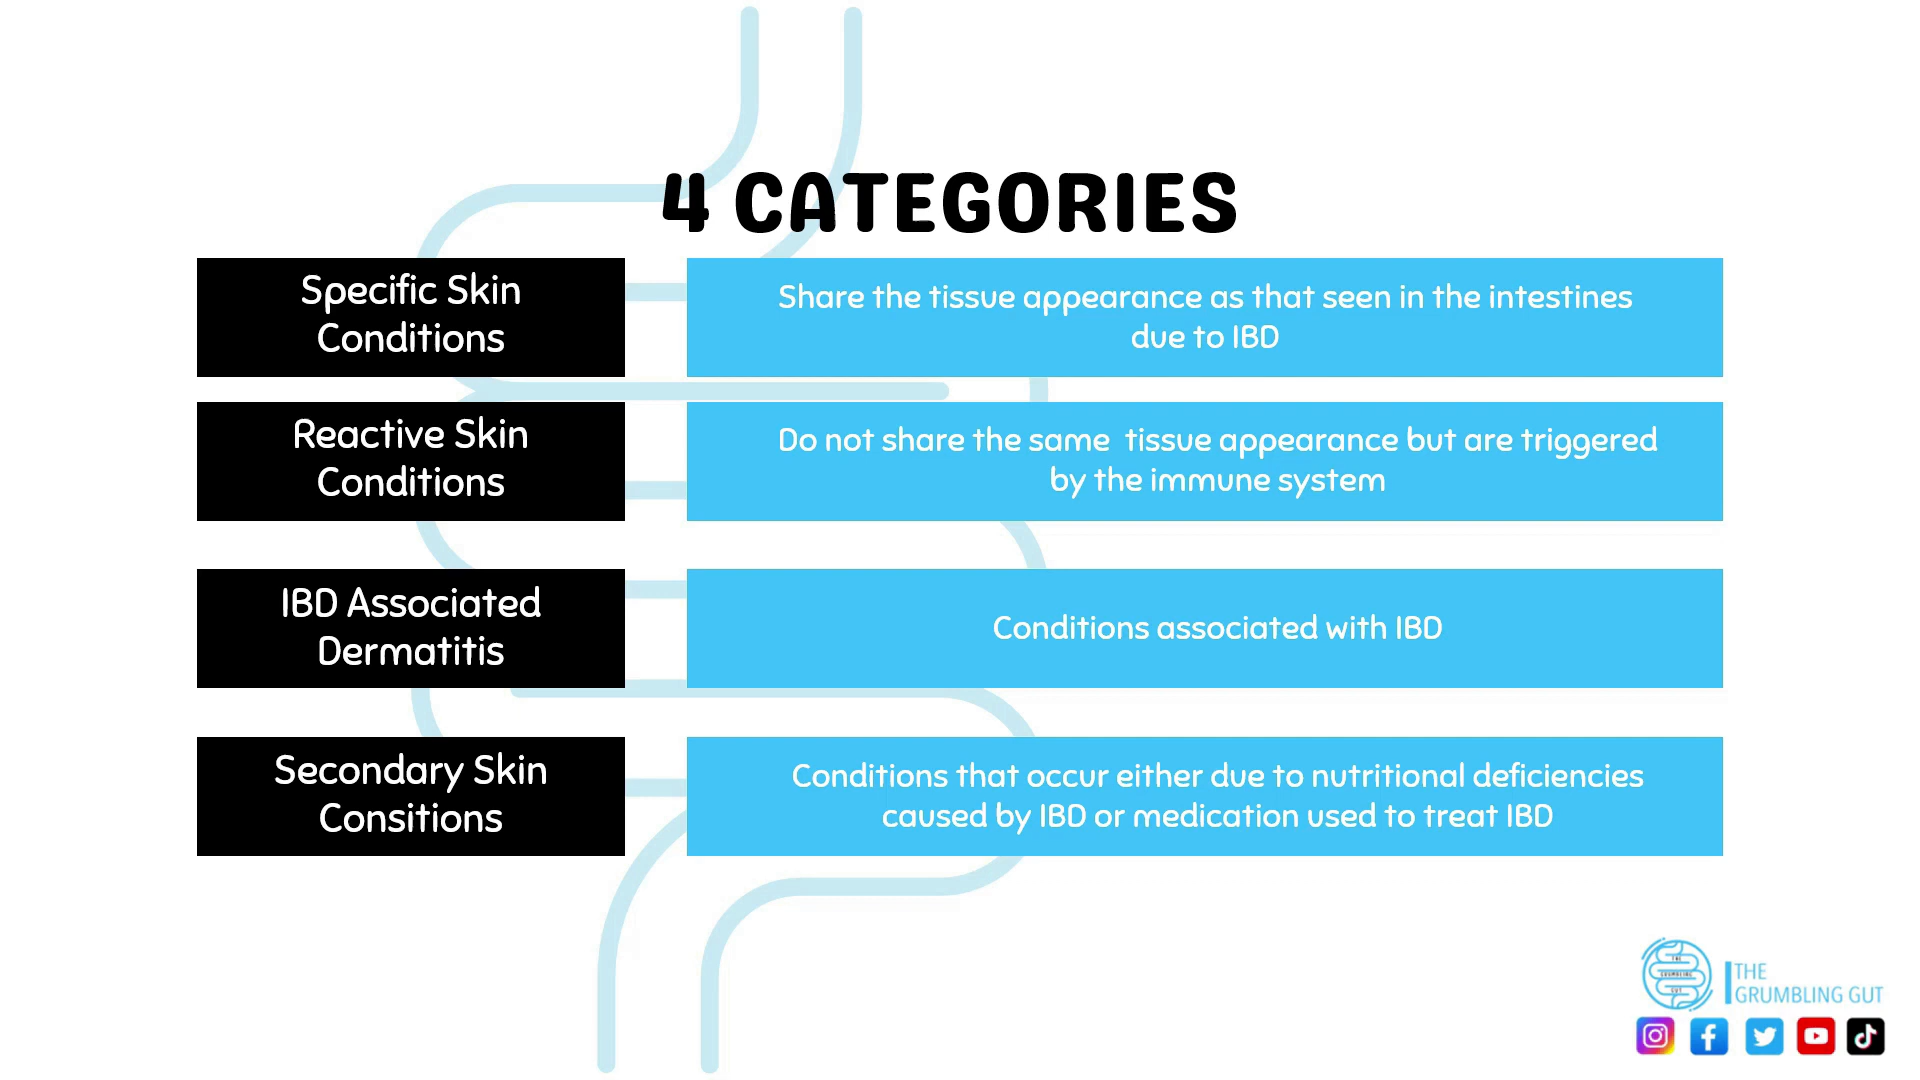 4 CATEGORIES
Specific Skin
Conditions
Share the tissue appearance as that seen in the intestines
due to IBD
Reactive Skin
Conditions
Do not share the same  tissue appearance but are triggered
by the immune system
IBD Associated
Dermatitis
Conditions associated with IBD
Secondary Skin
Consitions
Conditions that occur either due to nutritional deficiencies
caused by IBD or medication used to treat IBD
THE
GRUMBLING
GUT
THE
GRUMBLING GUT